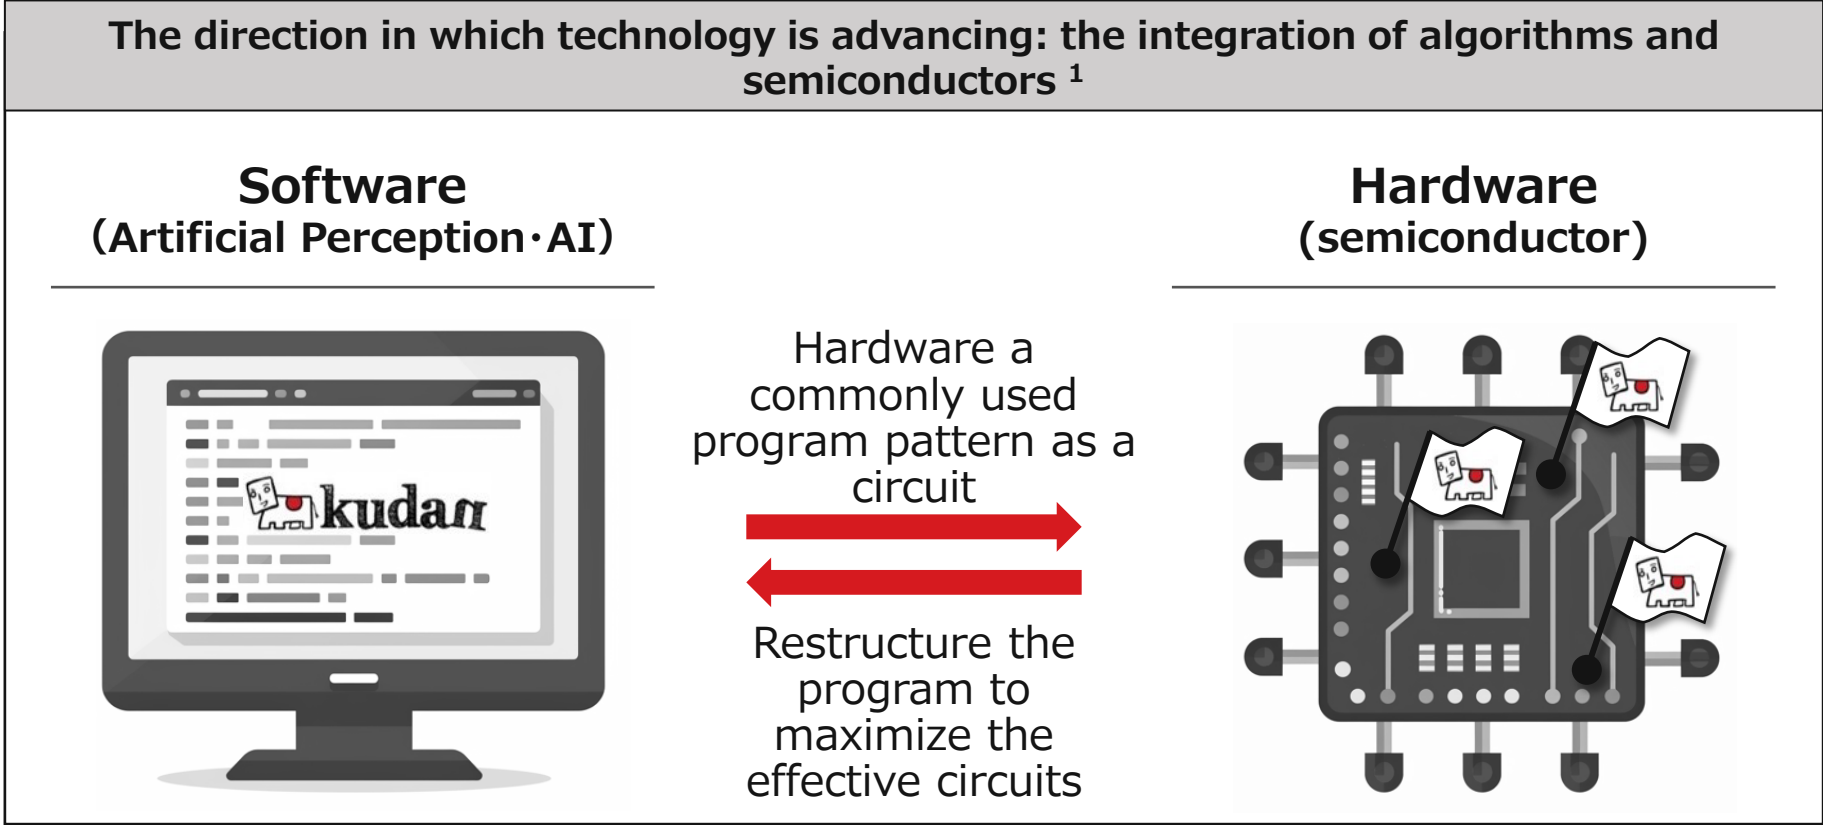 The direction in which technology is advancing: the integration of algorithms and
semiconductors 1
Software
(Artificial Perception・AI)
Hardware
(semiconductor)
Hardware a
commonly used
program pattern as a
circuit
kudan
Restructure the
program to
maximize the
effective circuits